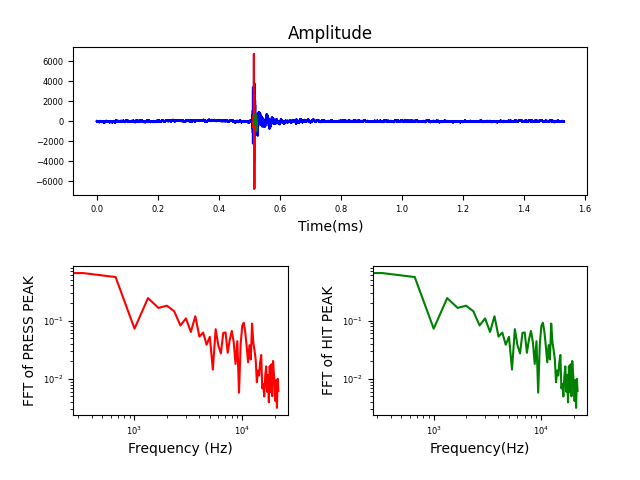 Amplitude
6000
4000
2000
0
−2000
−4000
−6000
0.0 0.2 0.4 0.6 0.8 1.0 1.2 1.4 1.6
Time(ms)
FFT of PRESS PEAK
10⁻¹
10⁻²
10³ 10⁴
Frequency (Hz)
FFT of HIT PEAK
10⁻¹
10⁻²
10³ 10⁴
Frequency(Hz)